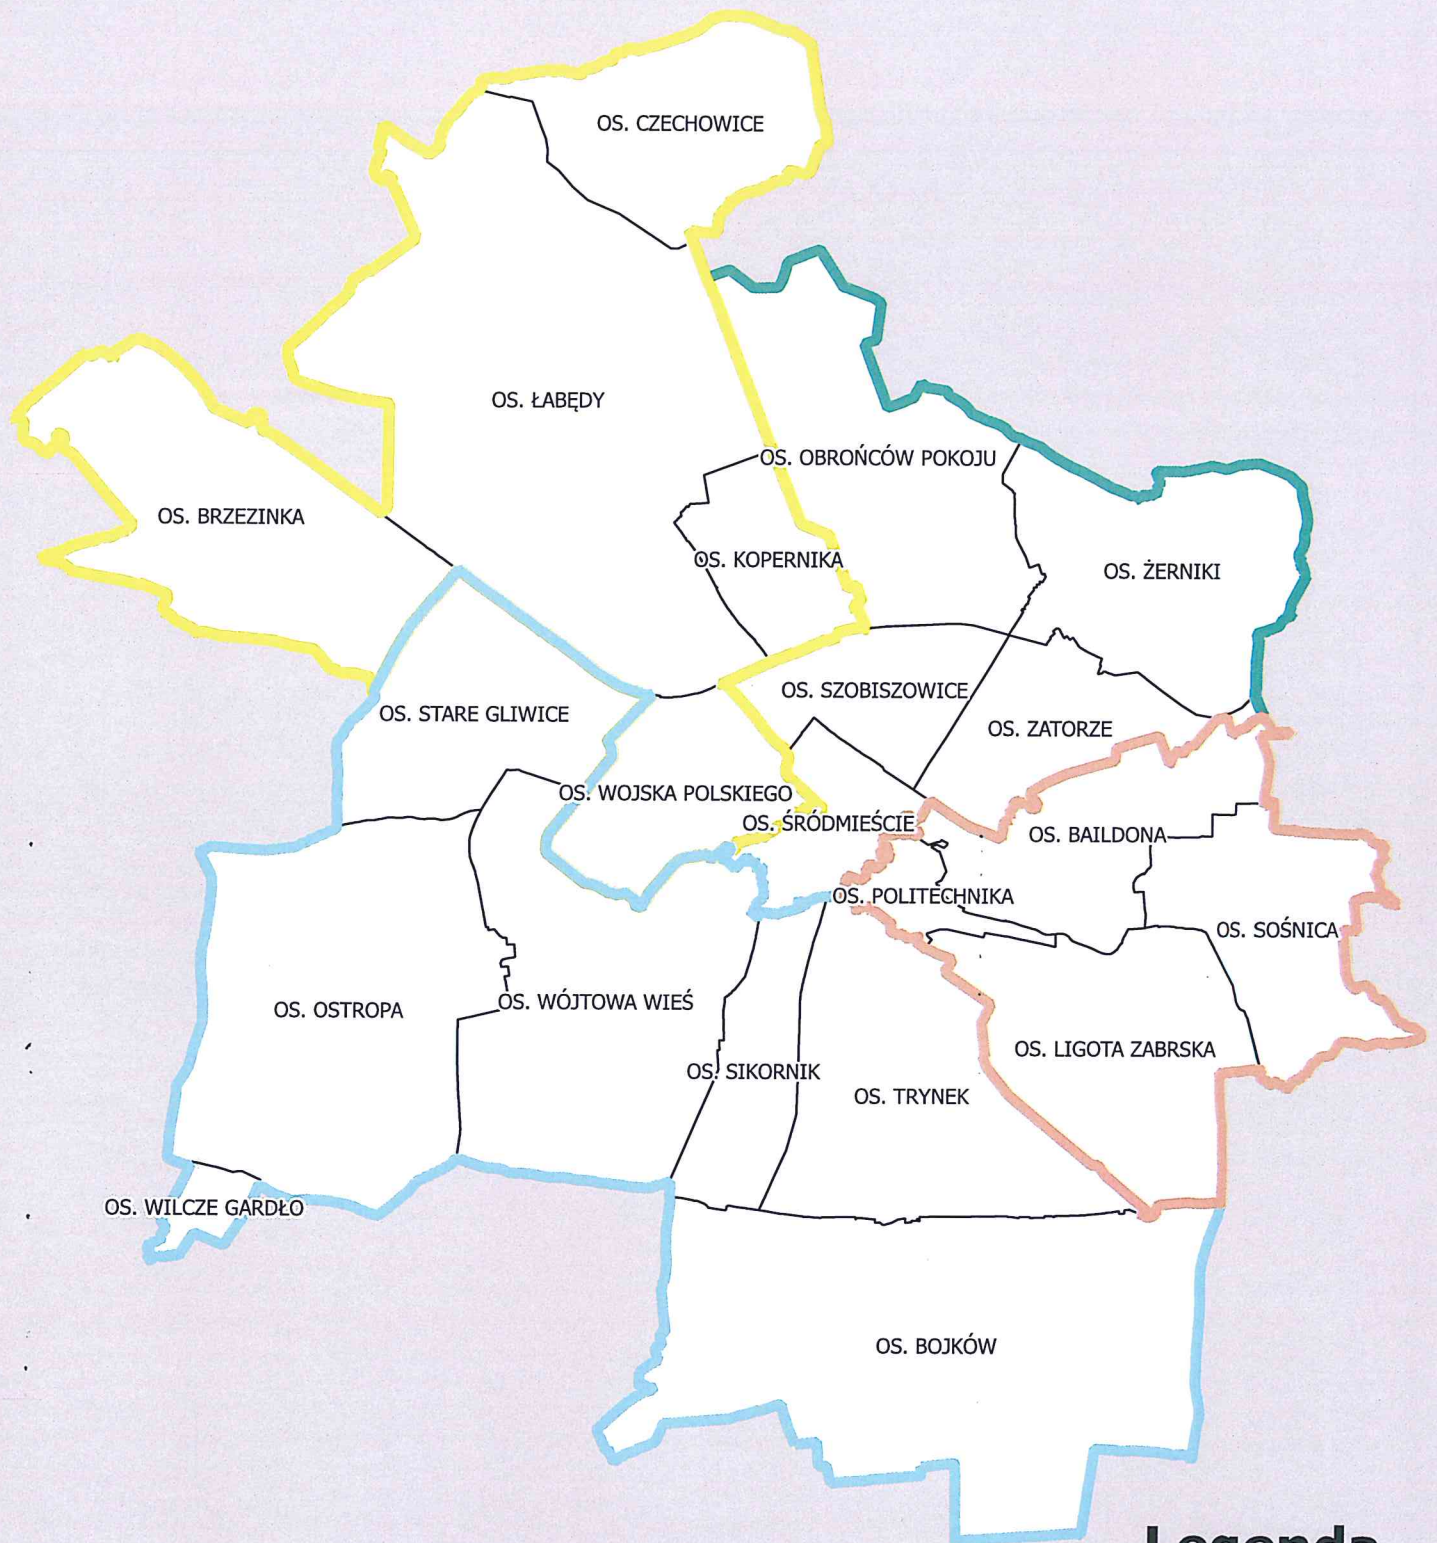 OS. CZECHOWICE
OS. ŁABĘDY
OS. OBROŃCÓW POKOJU
OS. BRZEZINKA
OS. KOPERNIKA
OS. ŻERNIKI
OS. SZOBISZOWICE
OS. STARE GLIWICE
OS. ZATORZE
OS. WOJSKA POLSKIEGO
OS. ŚRÓDMIEŚCIE
OS. BAILDONA
OS. POLITECHNIKA
OS. SOŚNICA
OS. WÓJTOWA WIEŚ
OS. OSTROPA
OS. LIGOTA ZABRSKA
OS. SIKORNIK
OS. TRYNEK
OS. WILCZE GARDŁO
OS. BOJKÓW
Legenda